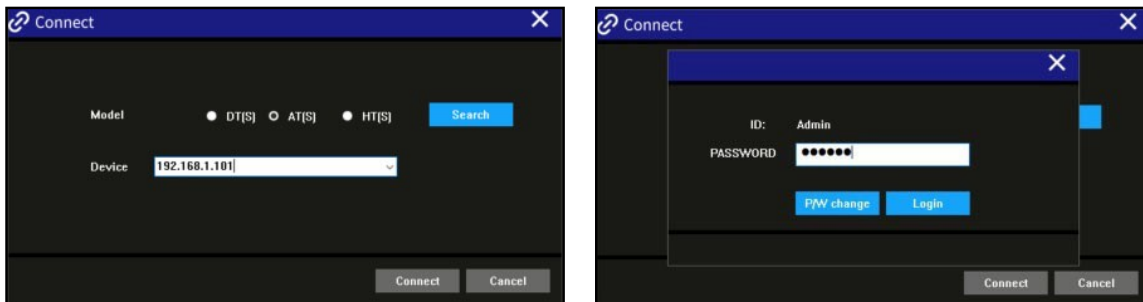 Connect
Model DT(S) AT(S) HT(S) Search
Device 192.168.1.101
Connect Cancel
Connect
ID: Admin
PASSWORD ●●●●●●
P/W change Login
Connect Cancel